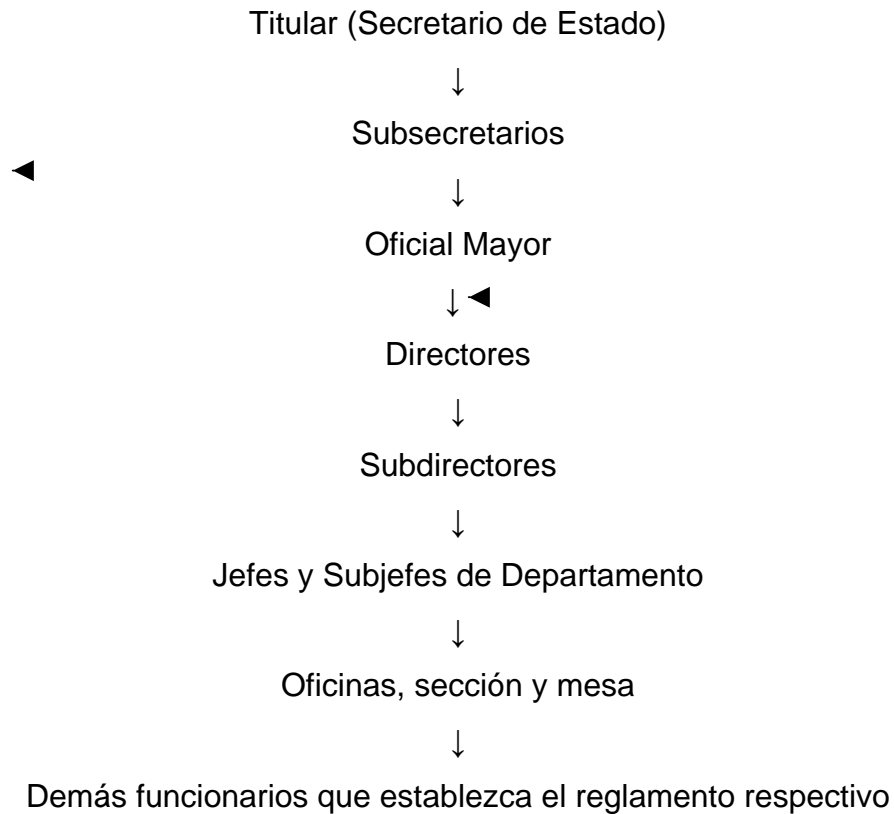 Titular (Secretario de Estado)
↓
Subsecretarios
↓
Oficial Mayor
↓
Directores
↓
Subdirectores
↓
Jefes y Subjefes de Departamento
↓
Oficinas, sección y mesa
↓
Demás funcionarios que establezca el reglamento respectivo